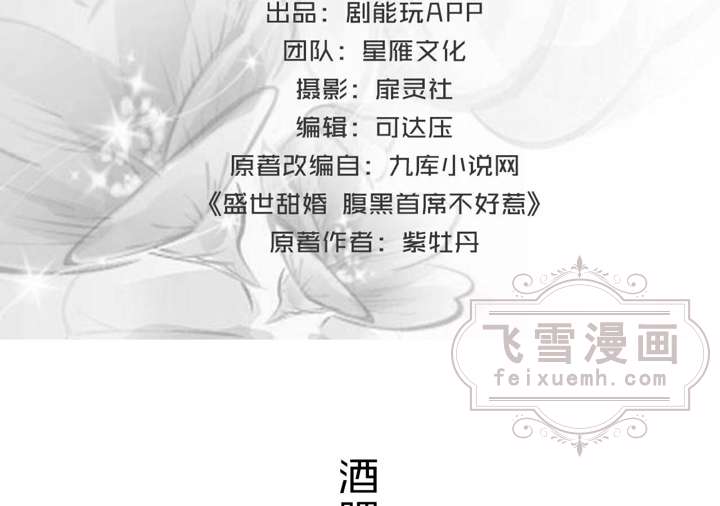 出品：剧能玩APP
团队：星雁文化
摄影：扉灵社
编辑：可达压
原著改编自：九库小说网
《盛世甜婚 腹黑首席不好惹》
原著作者：紫牡丹
飞雪漫画
feixuemh.com
酒